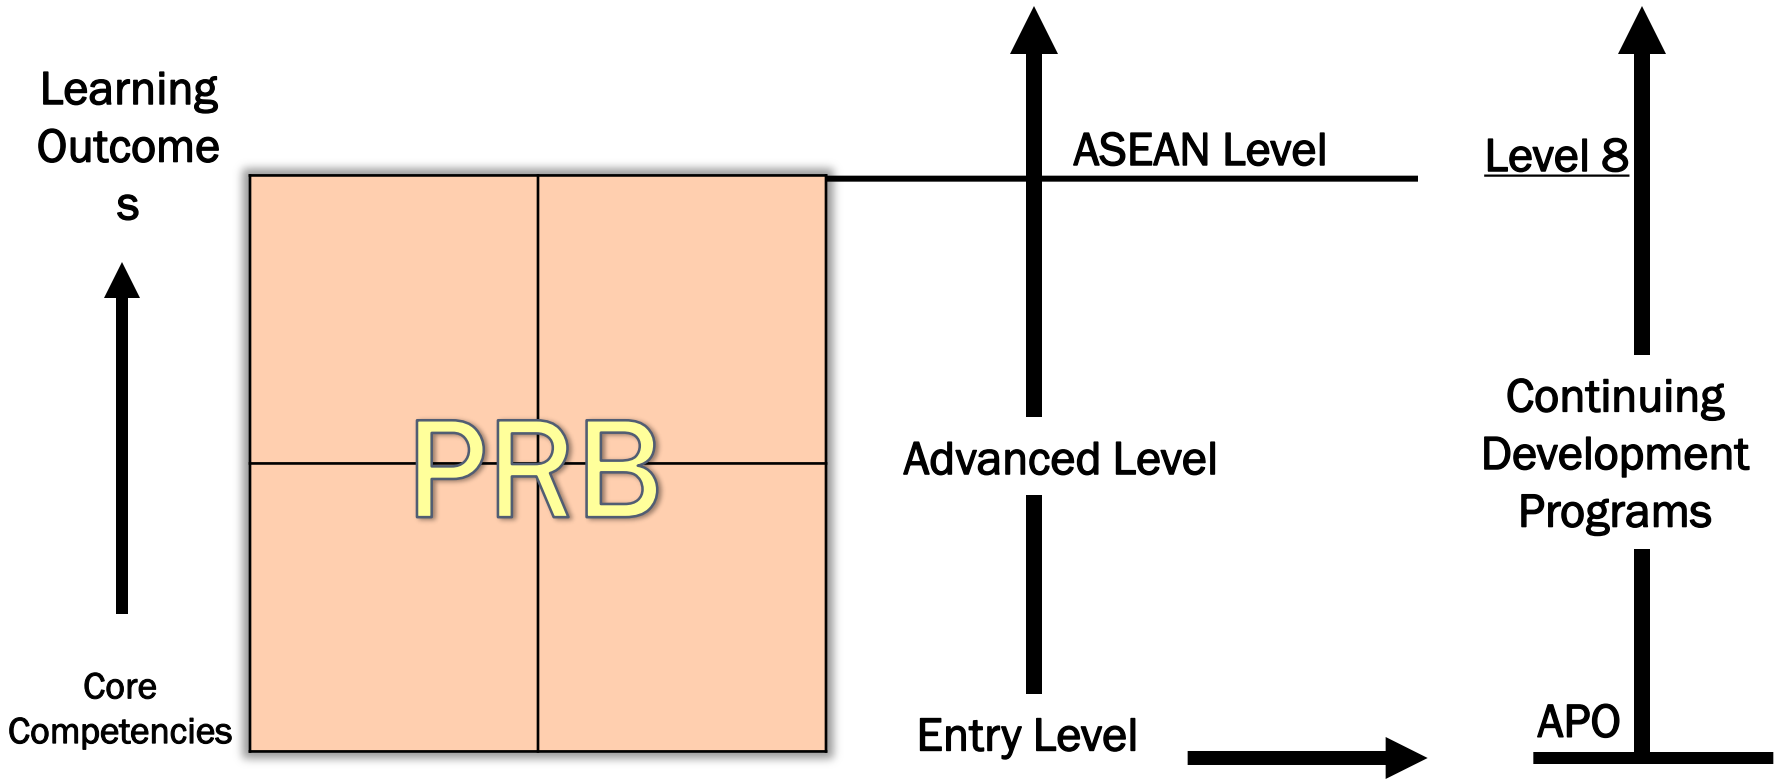 Learning
Outcome
s
Core
Competencies
PRB
ASEAN Level
Advanced Level
Entry Level
Level 8
Continuing
Development
Programs
APO